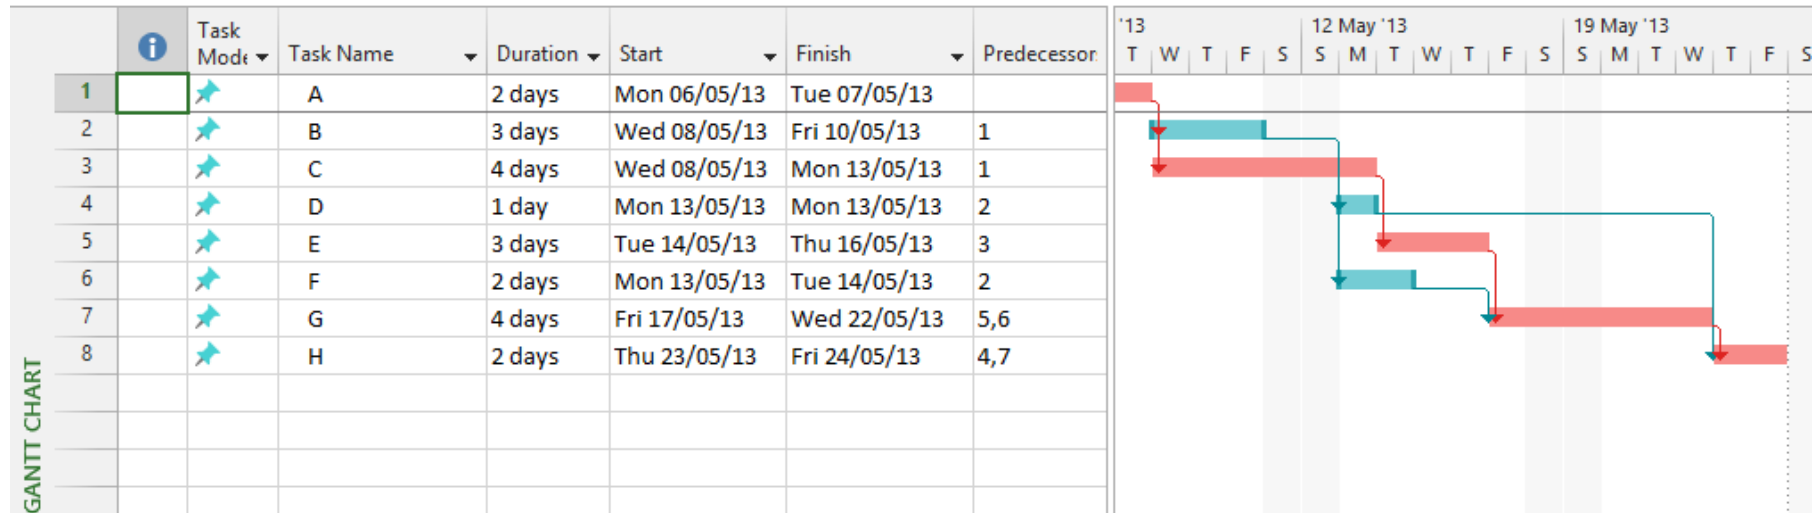 Task
Mode Task Name Duration Start Finish Predecessor
'13 12 May '13 19 May '13
T W T F S S M T W T F S S M T W T F S
1 A 2 days Mon 06/05/13 Tue 07/05/13
2 B 3 days Wed 08/05/13 Fri 10/05/13 1
3 C 4 days Wed 08/05/13 Mon 13/05/13 1
4 D 1 day Mon 13/05/13 Mon 13/05/13 2
5 E 3 days Tue 14/05/13 Thu 16/05/13 3
6 F 2 days Mon 13/05/13 Tue 14/05/13 2
7 G 4 days Fri 17/05/13 Wed 22/05/13 5,6
8 H 2 days Thu 23/05/13 Fri 24/05/13 4,7
GANTT CHART